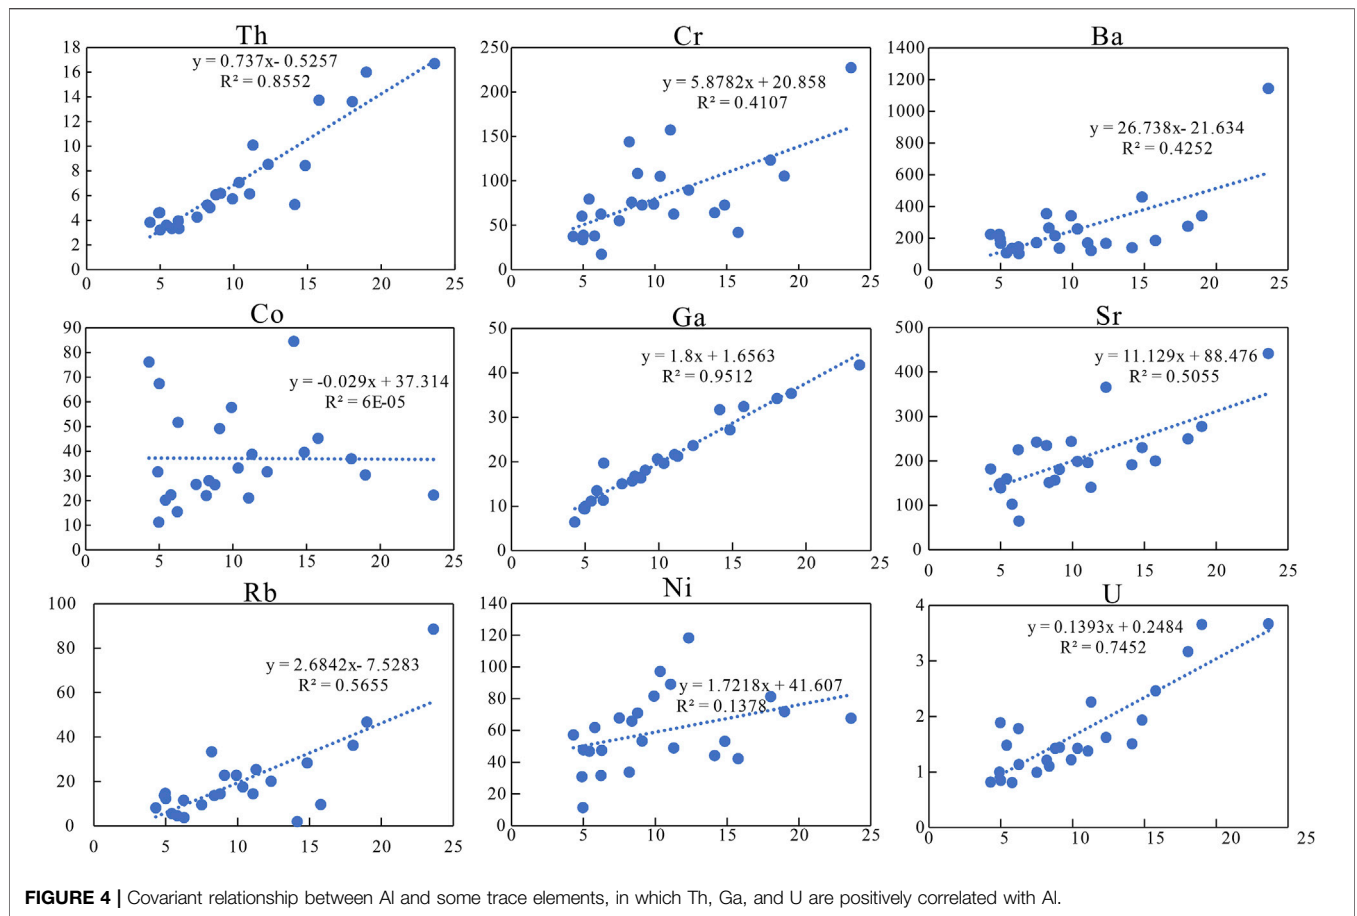 Th
y = 0.737x- 0.5257
R² = 0.8552
18
16
14
12
10
8
6
4
2
0
0 5 10 15 20 25
Cr
y = 5.8782x + 20.858
R² = 0.4107
250
200
150
100
50
0
0 5 10 15 20 25
Ba
y = 26.738x- 21.634
R² = 0.4252
1400
1200
1000
800
600
400
200
0
0 5 10 15 20 25
Co
y = -0.029x + 37.314
R² = 6E-05
90
80
70
60
50
40
30
20
10
0
0 5 10 15 20 25
Ga
y = 1.8x + 1.6563
R² = 0.9512
50
40
30
20
10
0
0 5 10 15 20 25
Sr
y = 11.129x + 88.476
R² = 0.5055
500
400
300
200
100
0
0 5 10 15 20 25
Rb
y = 2.6842x- 7.5283
R² = 0.5655
100
80
60
40
20
0
0 5 10 15 20 25
Ni
y = 1.7218x + 41.607
R² = 0.1378
140
120
100
80
60
40
20
0
0 5 10 15 20 25
U
y = 0.1393x + 0.2484
R² = 0.7452
4
3
2
1
0
0 5 10 15 20 25
FIGURE 4 | Covariant relationship between Al and some trace elements, in which Th, Ga, and U are positively correlated with Al.